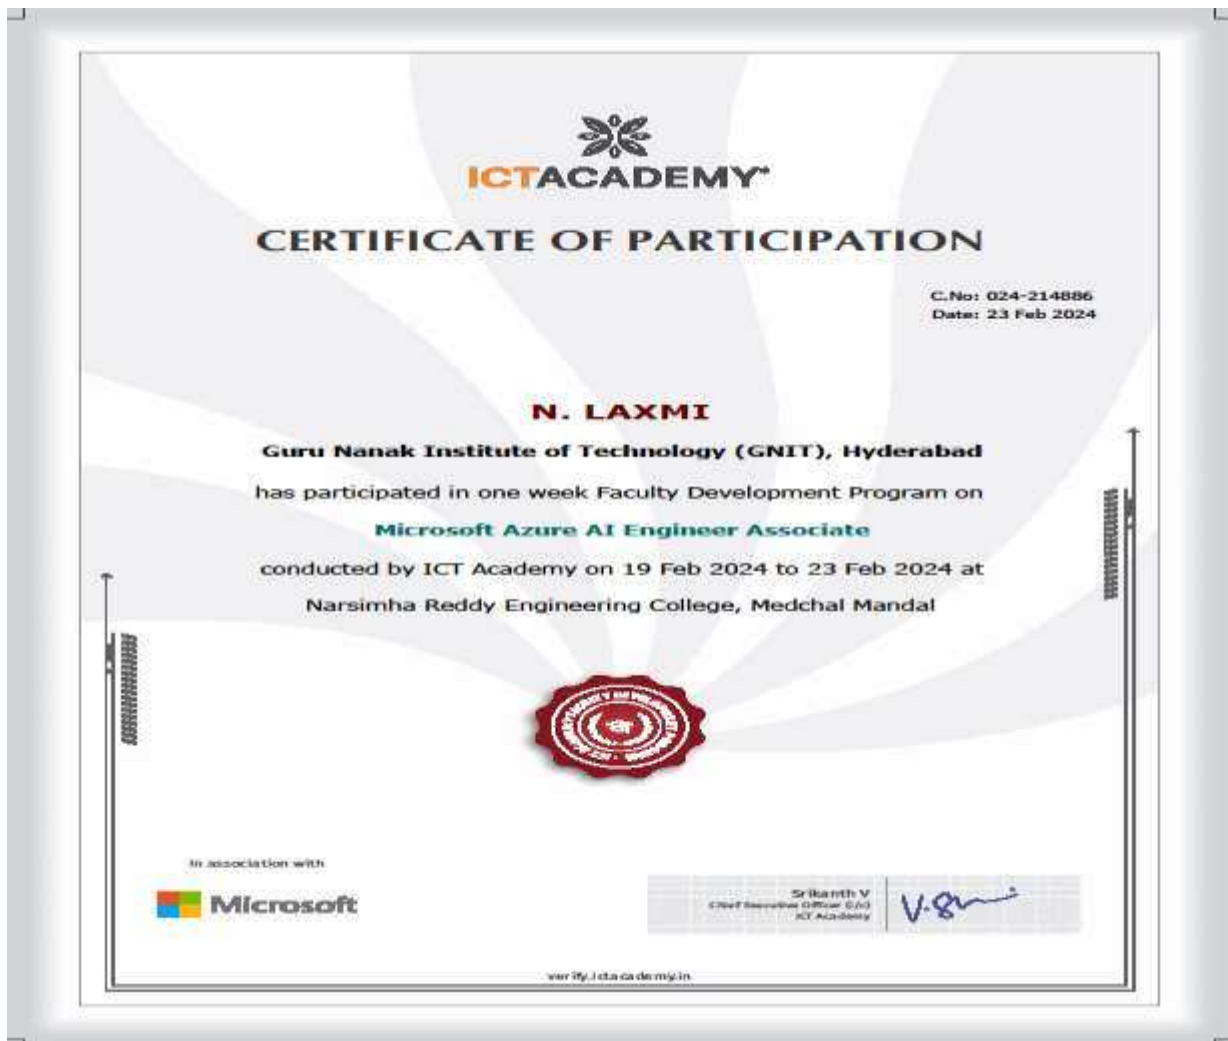 ICTACADEMY
CERTIFICATE OF PARTICIPATION
C.No: 024-214886
Date: 23 Feb 2024
N. LAXMI
Guru Nanak Institute of Technology (GNIT), Hyderabad
has participated in one week Faculty Development Program on
Microsoft Azure AI Engineer Associate
conducted by ICT Academy on 19 Feb 2024 to 23 Feb 2024 at
Narsimha Reddy Engineering College, Medchal Mandal
In association with
Microsoft
Srikanth V
Chief Executive Officer (i/c)
ICT Academy
verify.ictacademy.in